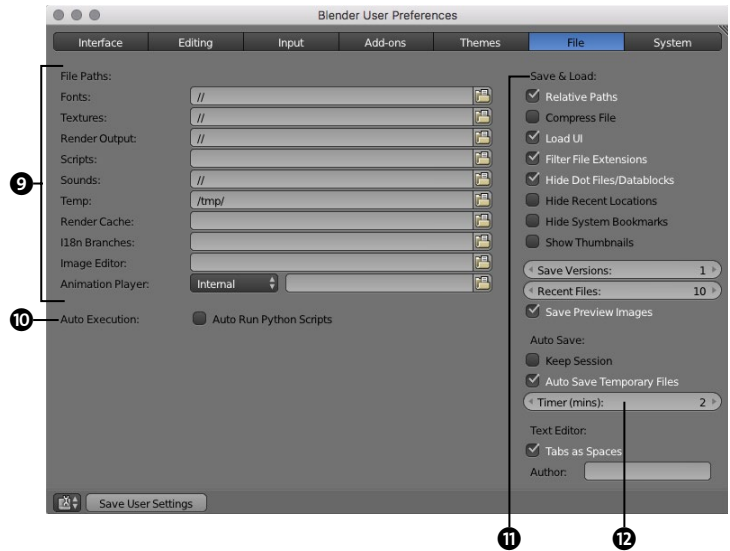 Blender User Preferences
Interface Editing Input Add-ons Themes File System
File Paths:
Fonts: //
Textures: //
Render Output: //
Scripts:
Sounds: //
Temp: /tmp/
Render Cache:
I18n Branches:
Image Editor:
Animation Player: Internal
Auto Execution: Auto Run Python Scripts
Save & Load:
Relative Paths
Compress File
Load UI
Filter File Extensions
Hide Dot Files/Datablocks
Hide Recent Locations
Hide System Bookmarks
Show Thumbnails
Save Versions: 1
Recent Files: 10
Save Preview Images
Auto Save:
Keep Session
Auto Save Temporary Files
Timer (mins): 2
Text Editor:
Tabs as Spaces
Author:
Save User Settings
9
10
11
12